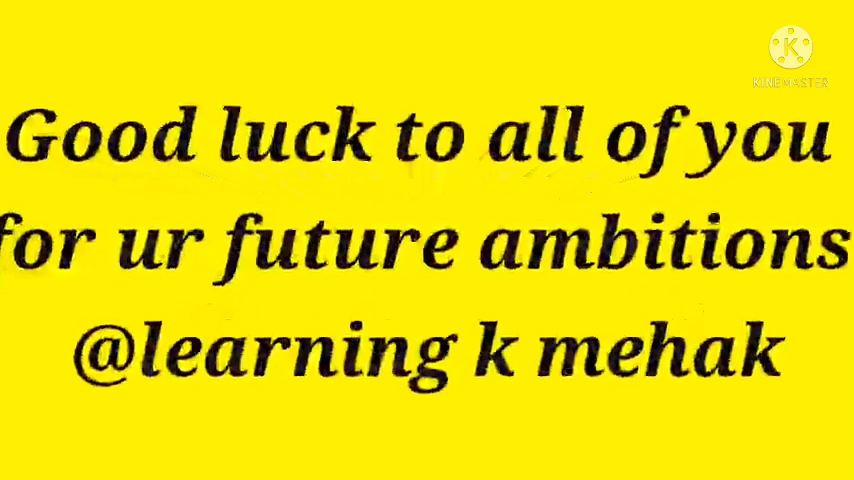 K
KINEMASTER
Good luck to all of you
for ur future ambitions
@learning k mehak